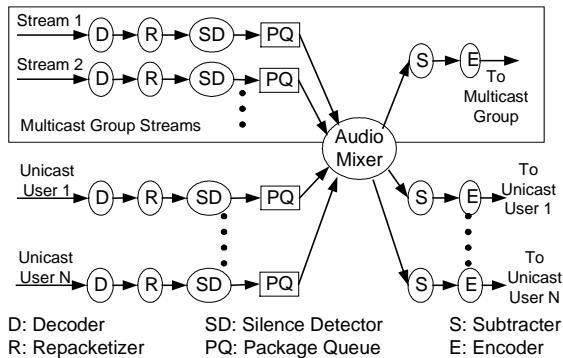 Stream 1
D R SD PQ
Stream 2
D R SD PQ
S E
To
Multicast
Group
Multicast Group Streams
Audio
Mixer
Unicast
User 1
D R SD PQ
S E
To
Unicast
User 1
Unicast
User N
D R SD PQ
S E
To
Unicast
User N
D: Decoder SD: Silence Detector S: Subtracter
R: Repacketizer PQ: Package Queue E: Encoder